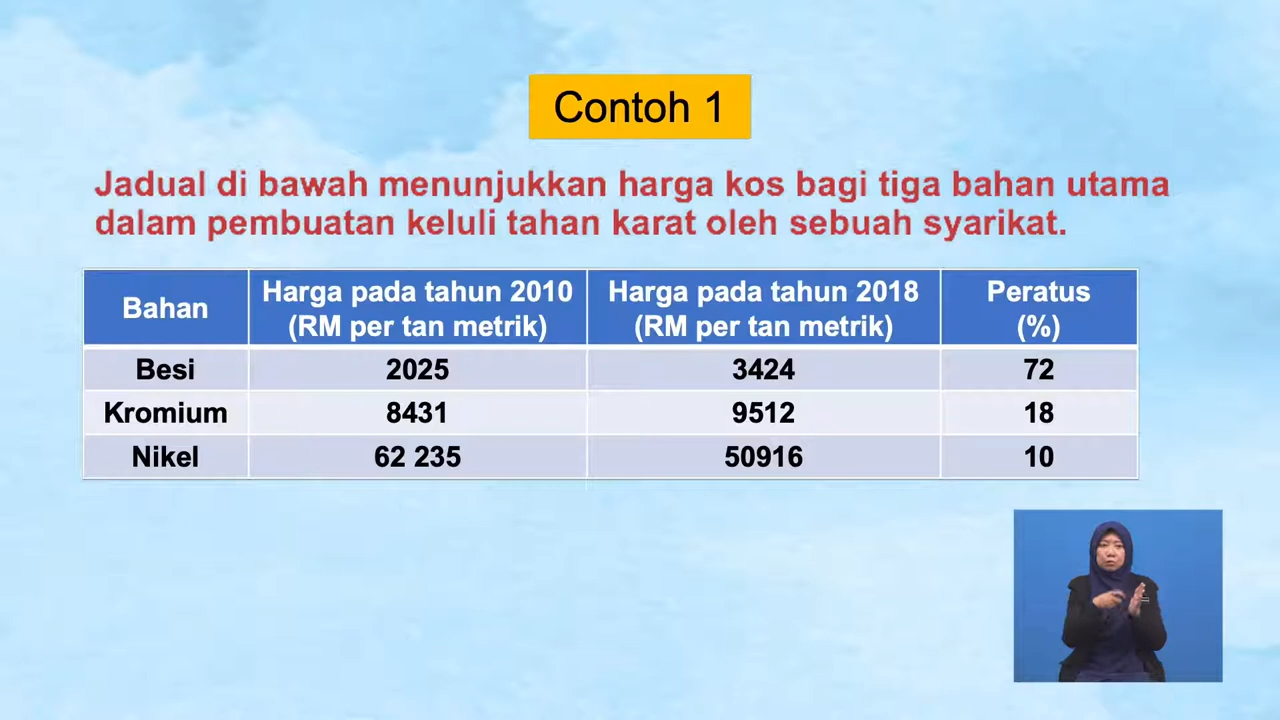 Contoh 1
Jadual di bawah menunjukkan harga kos bagi tiga bahan utama
dalam pembuatan keluli tahan karat oleh sebuah syarikat.
Bahan Harga pada tahun 2010 (RM per tan metrik) Harga pada tahun 2018 (RM per tan metrik) Peratus (%)
Besi 2025 3424 72
Kromium 8431 9512 18
Nikel 62 235 50916 10